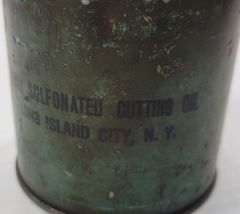 SULFONATED CUTTING OIL
ISLAND CITY, N. Y.